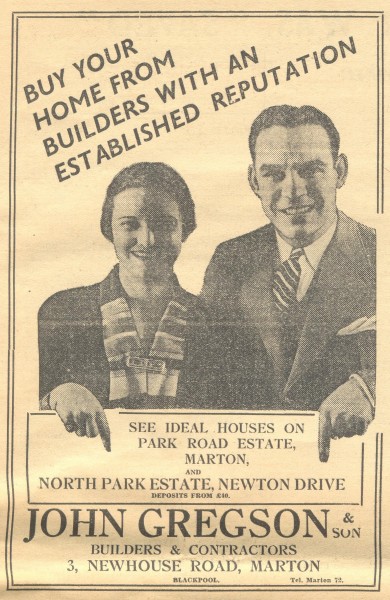 BUY YOUR
HOME FROM
BUILDERS WITH AN
ESTABLISHED REPUTATION
SEE IDEAL HOUSES ON
PARK ROAD ESTATE,
MARTON,
AND
NORTH PARK ESTATE, NEWTON DRIVE
DEPOSITS FROM £40.
JOHN GREGSON & SON
BUILDERS & CONTRACTORS
3, NEWHOUSE ROAD, MARTON
BLACKPOOL. Tel. Marton 72.